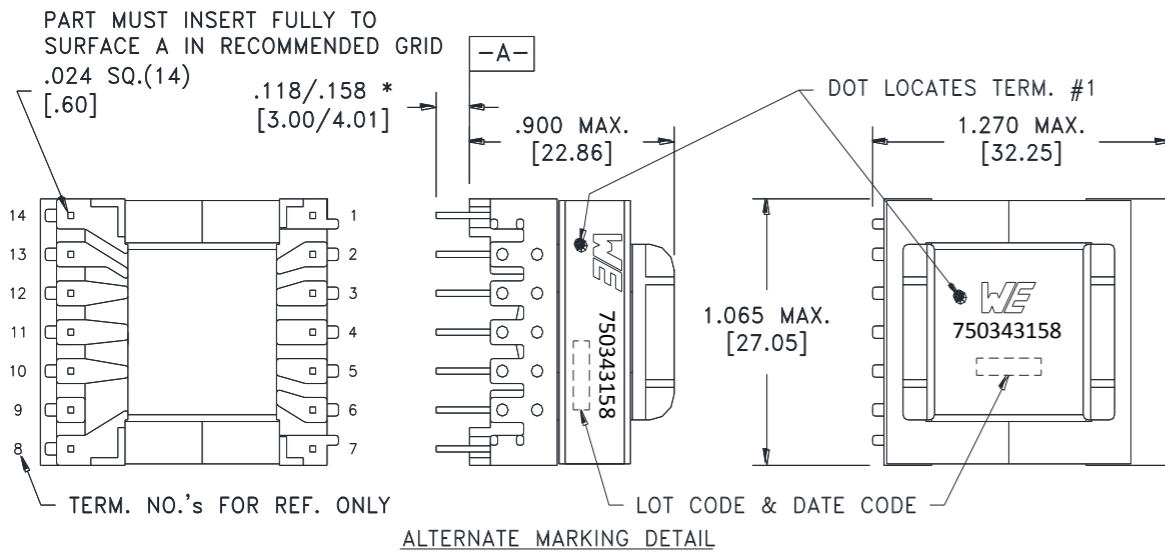 PART MUST INSERT FULLY TO
SURFACE A IN RECOMMENDED GRID
.024 SQ.(14)
[.60]
.118/.158 *
[3.00/4.01]
-A-
.900 MAX.
[22.86]
DOT LOCATES TERM. #1
1.270 MAX.
[32.25]
14
13
12
11
10
9
8
1
2
3
4
5
6
7
WE
750343158
1.065 MAX.
[27.05]
WE
750343158
TERM. NO.'s FOR REF. ONLY
LOT CODE & DATE CODE
ALTERNATE MARKING DETAIL